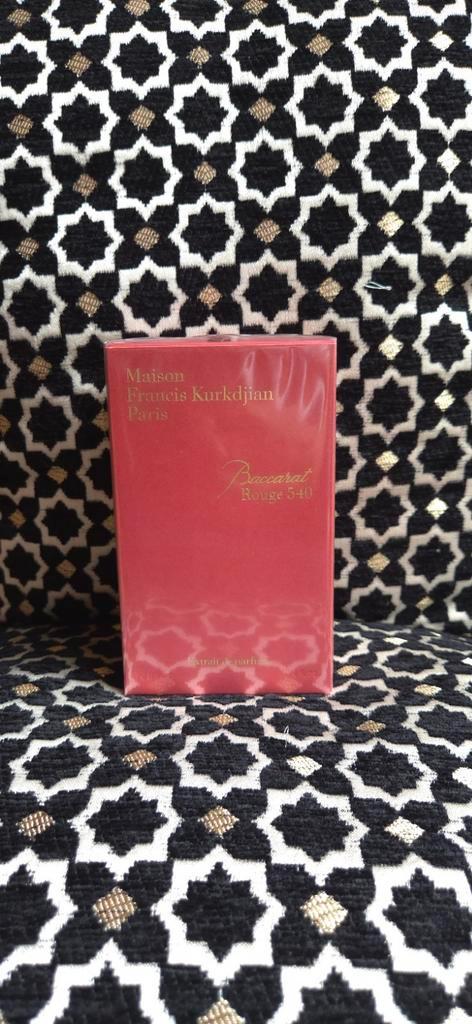 Maison
Francis Kurkdjian
Paris
Baccarat
Rouge 540
Extrait de parfum